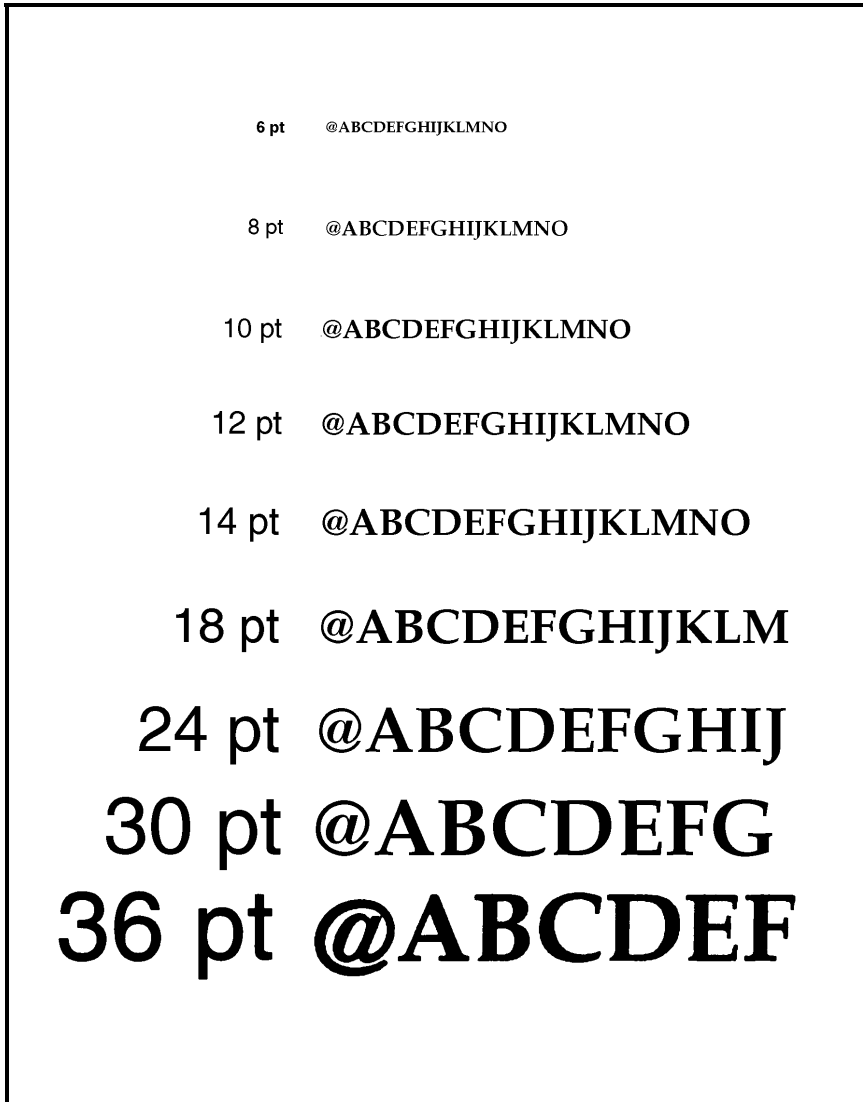 6 pt @ABCDEFGHIJKLMNO
8 pt @ABCDEFGHIJKLMNO
10 pt @ABCDEFGHIJKLMNO
12 pt @ABCDEFGHIJKLMNO
14 pt @ABCDEFGHIJKLMNO
18 pt @ABCDEFGHIJKLM
24 pt @ABCDEFGHIJ
30 pt @ABCDEFG
36 pt @ABCDEF